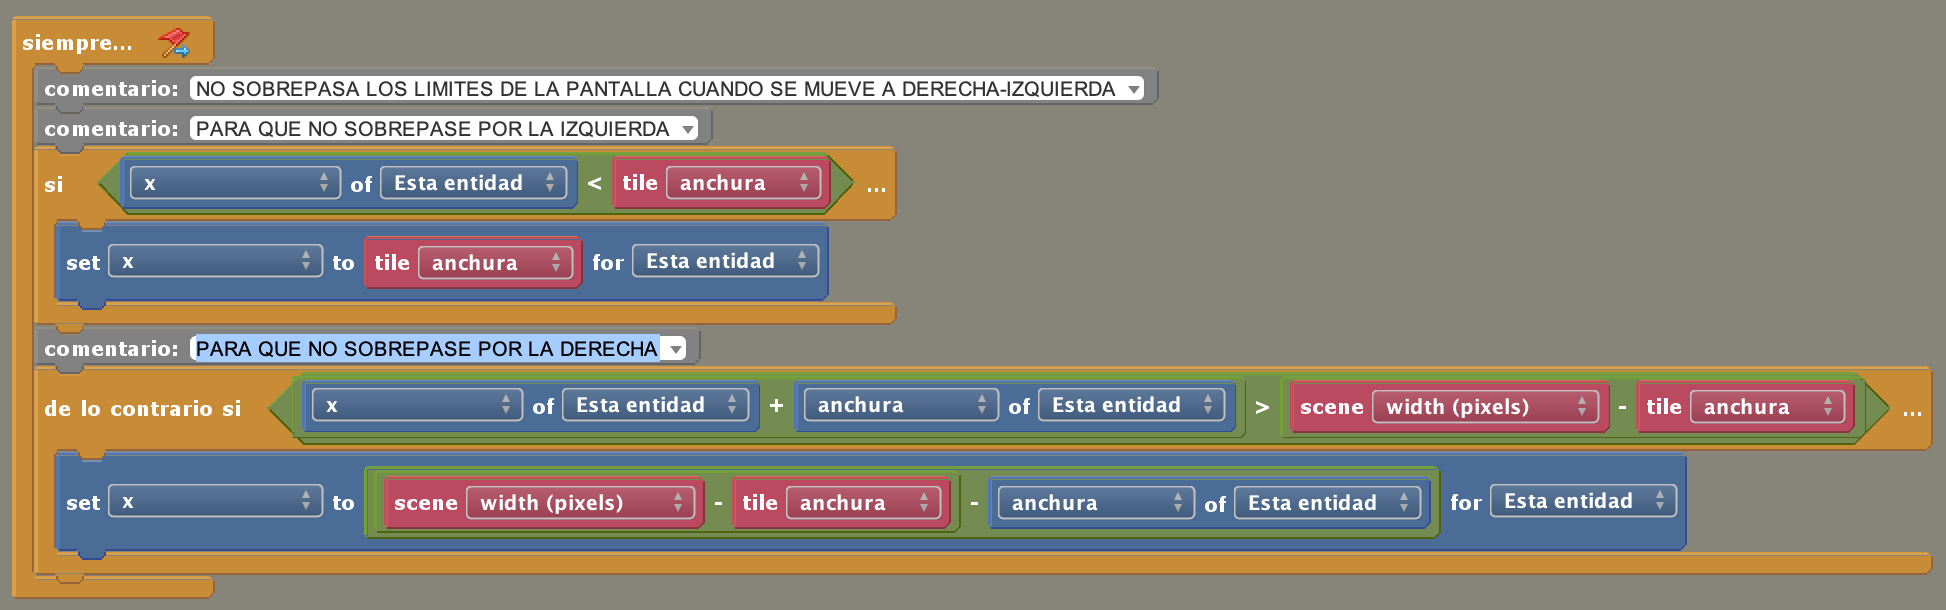 siempre...
comentario: NO SOBREPASA LOS LIMITES DE LA PANTALLA CUANDO SE MUEVE A DERECHA-IZQUIERDA
comentario: PARA QUE NO SOBREPASE POR LA IZQUIERDA
si x of Esta entidad < tile anchura ...
set x to tile anchura for Esta entidad
comentario: PARA QUE NO SOBREPASE POR LA DERECHA
de lo contrario si x of Esta entidad + anchura of Esta entidad > scene width (pixels) - tile anchura ...
set x to scene width (pixels) - tile anchura - anchura of Esta entidad for Esta entidad